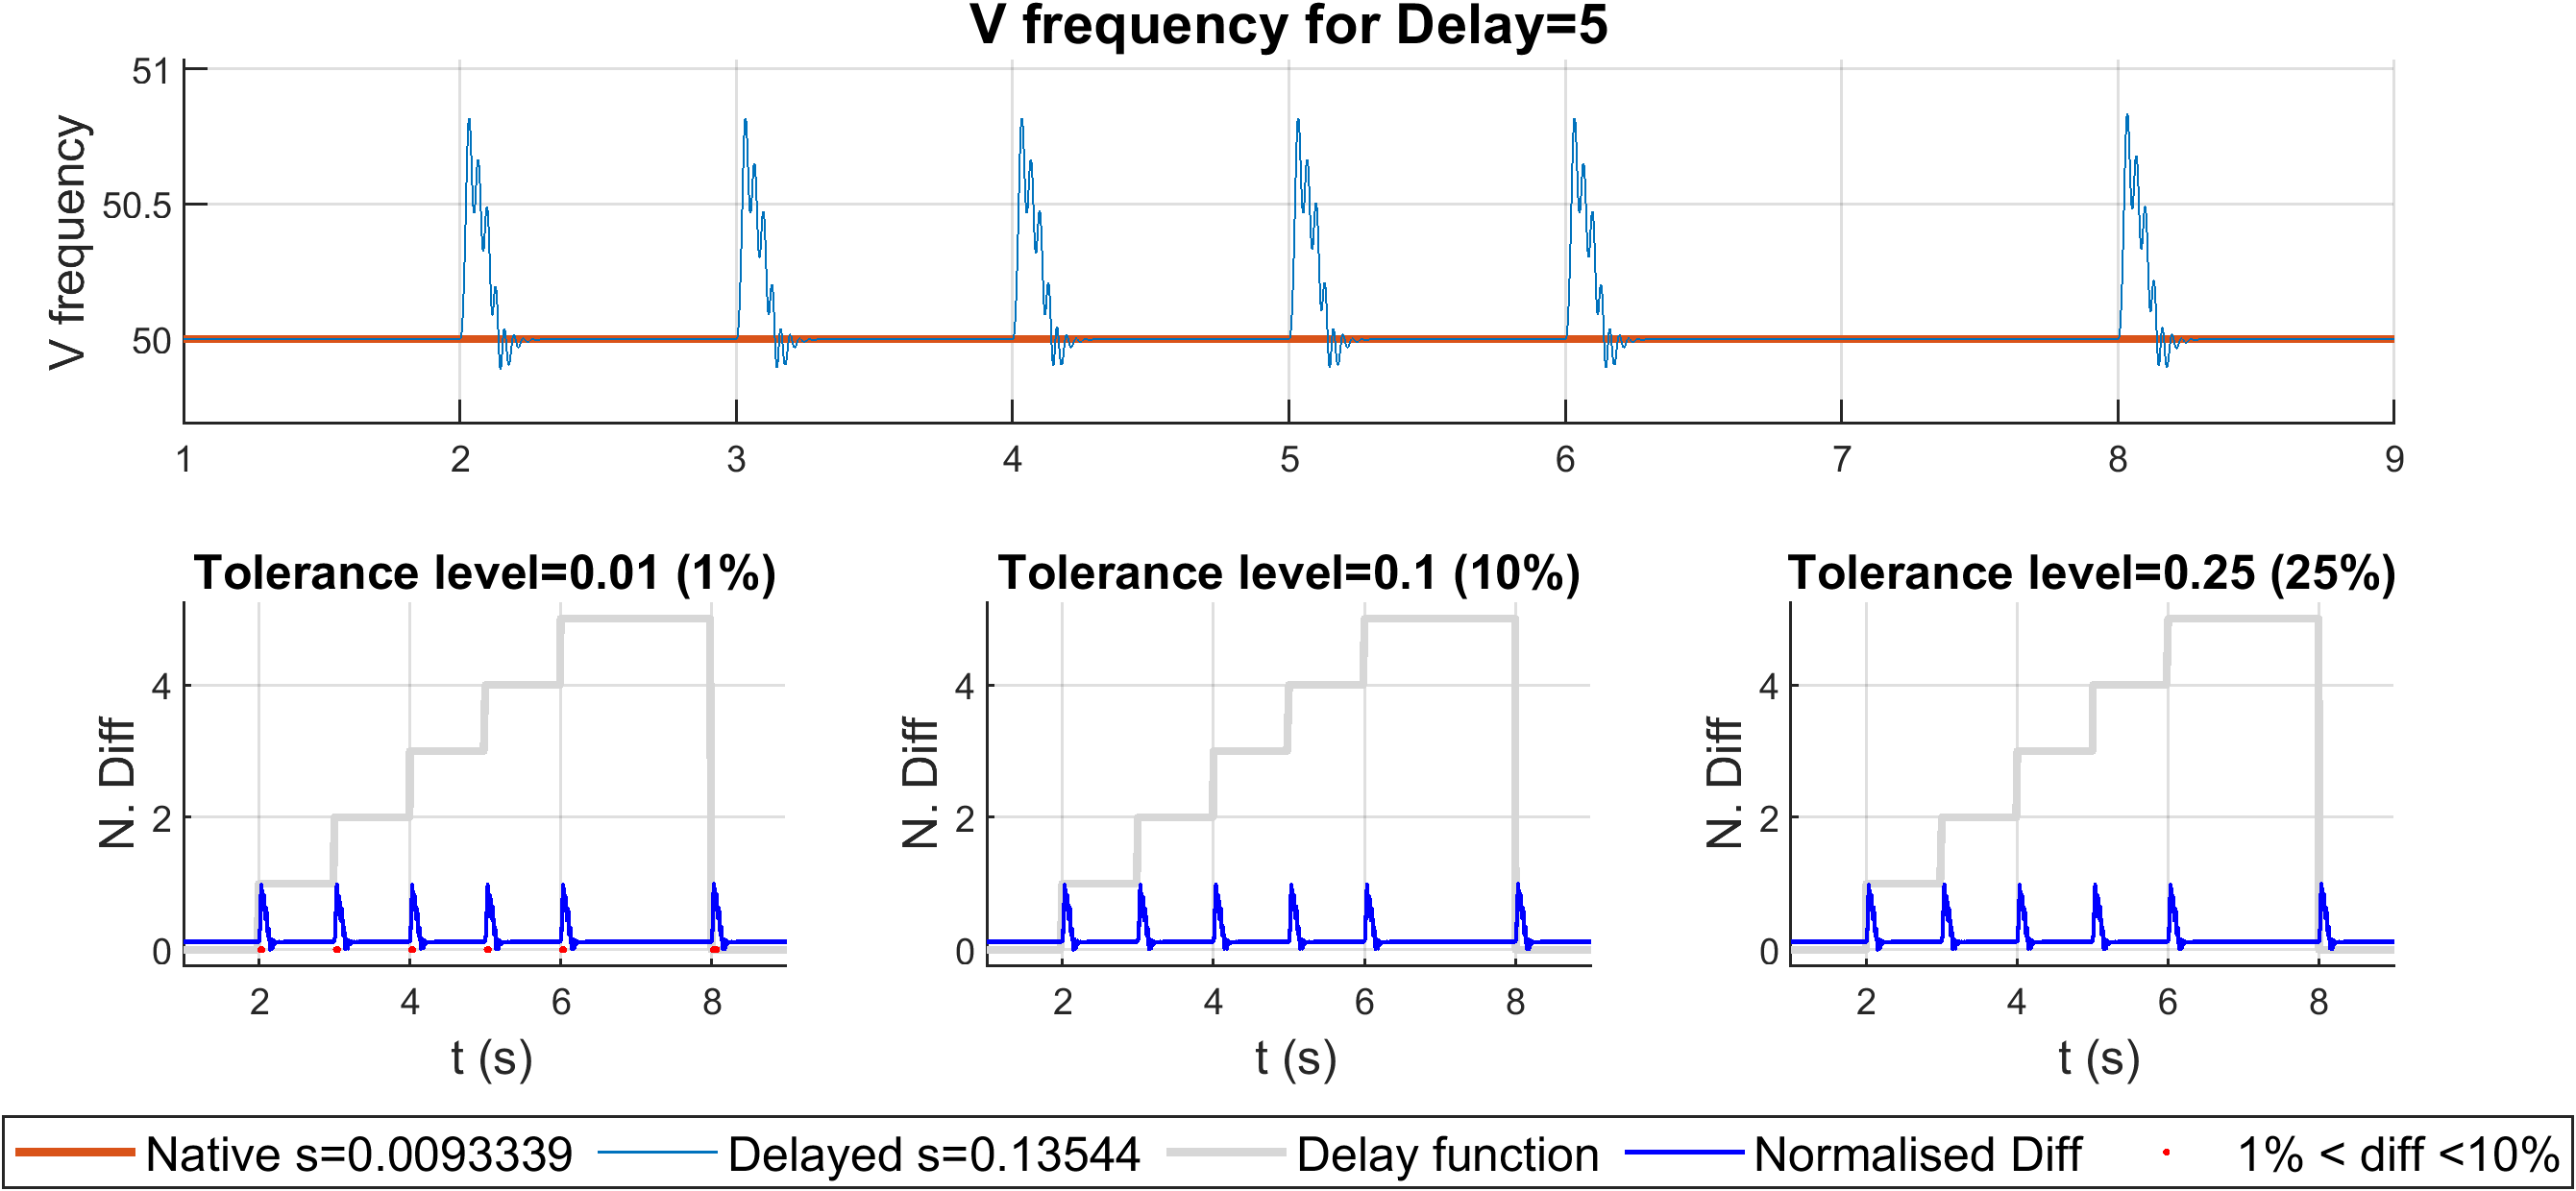 V frequency for Delay=5
V frequency
51
50.5
50
1 2 3 4 5 6 7 8 9
Tolerance level=0.01 (1%)
N. Diff
4
2
0
2 4 6 8
t (s)
Tolerance level=0.1 (10%)
N. Diff
4
2
0
2 4 6 8
t (s)
Tolerance level=0.25 (25%)
N. Diff
4
2
0
2 4 6 8
t (s)
Native s=0.0093339 Delayed s=0.13544 Delay function Normalised Diff 1% < diff <10%